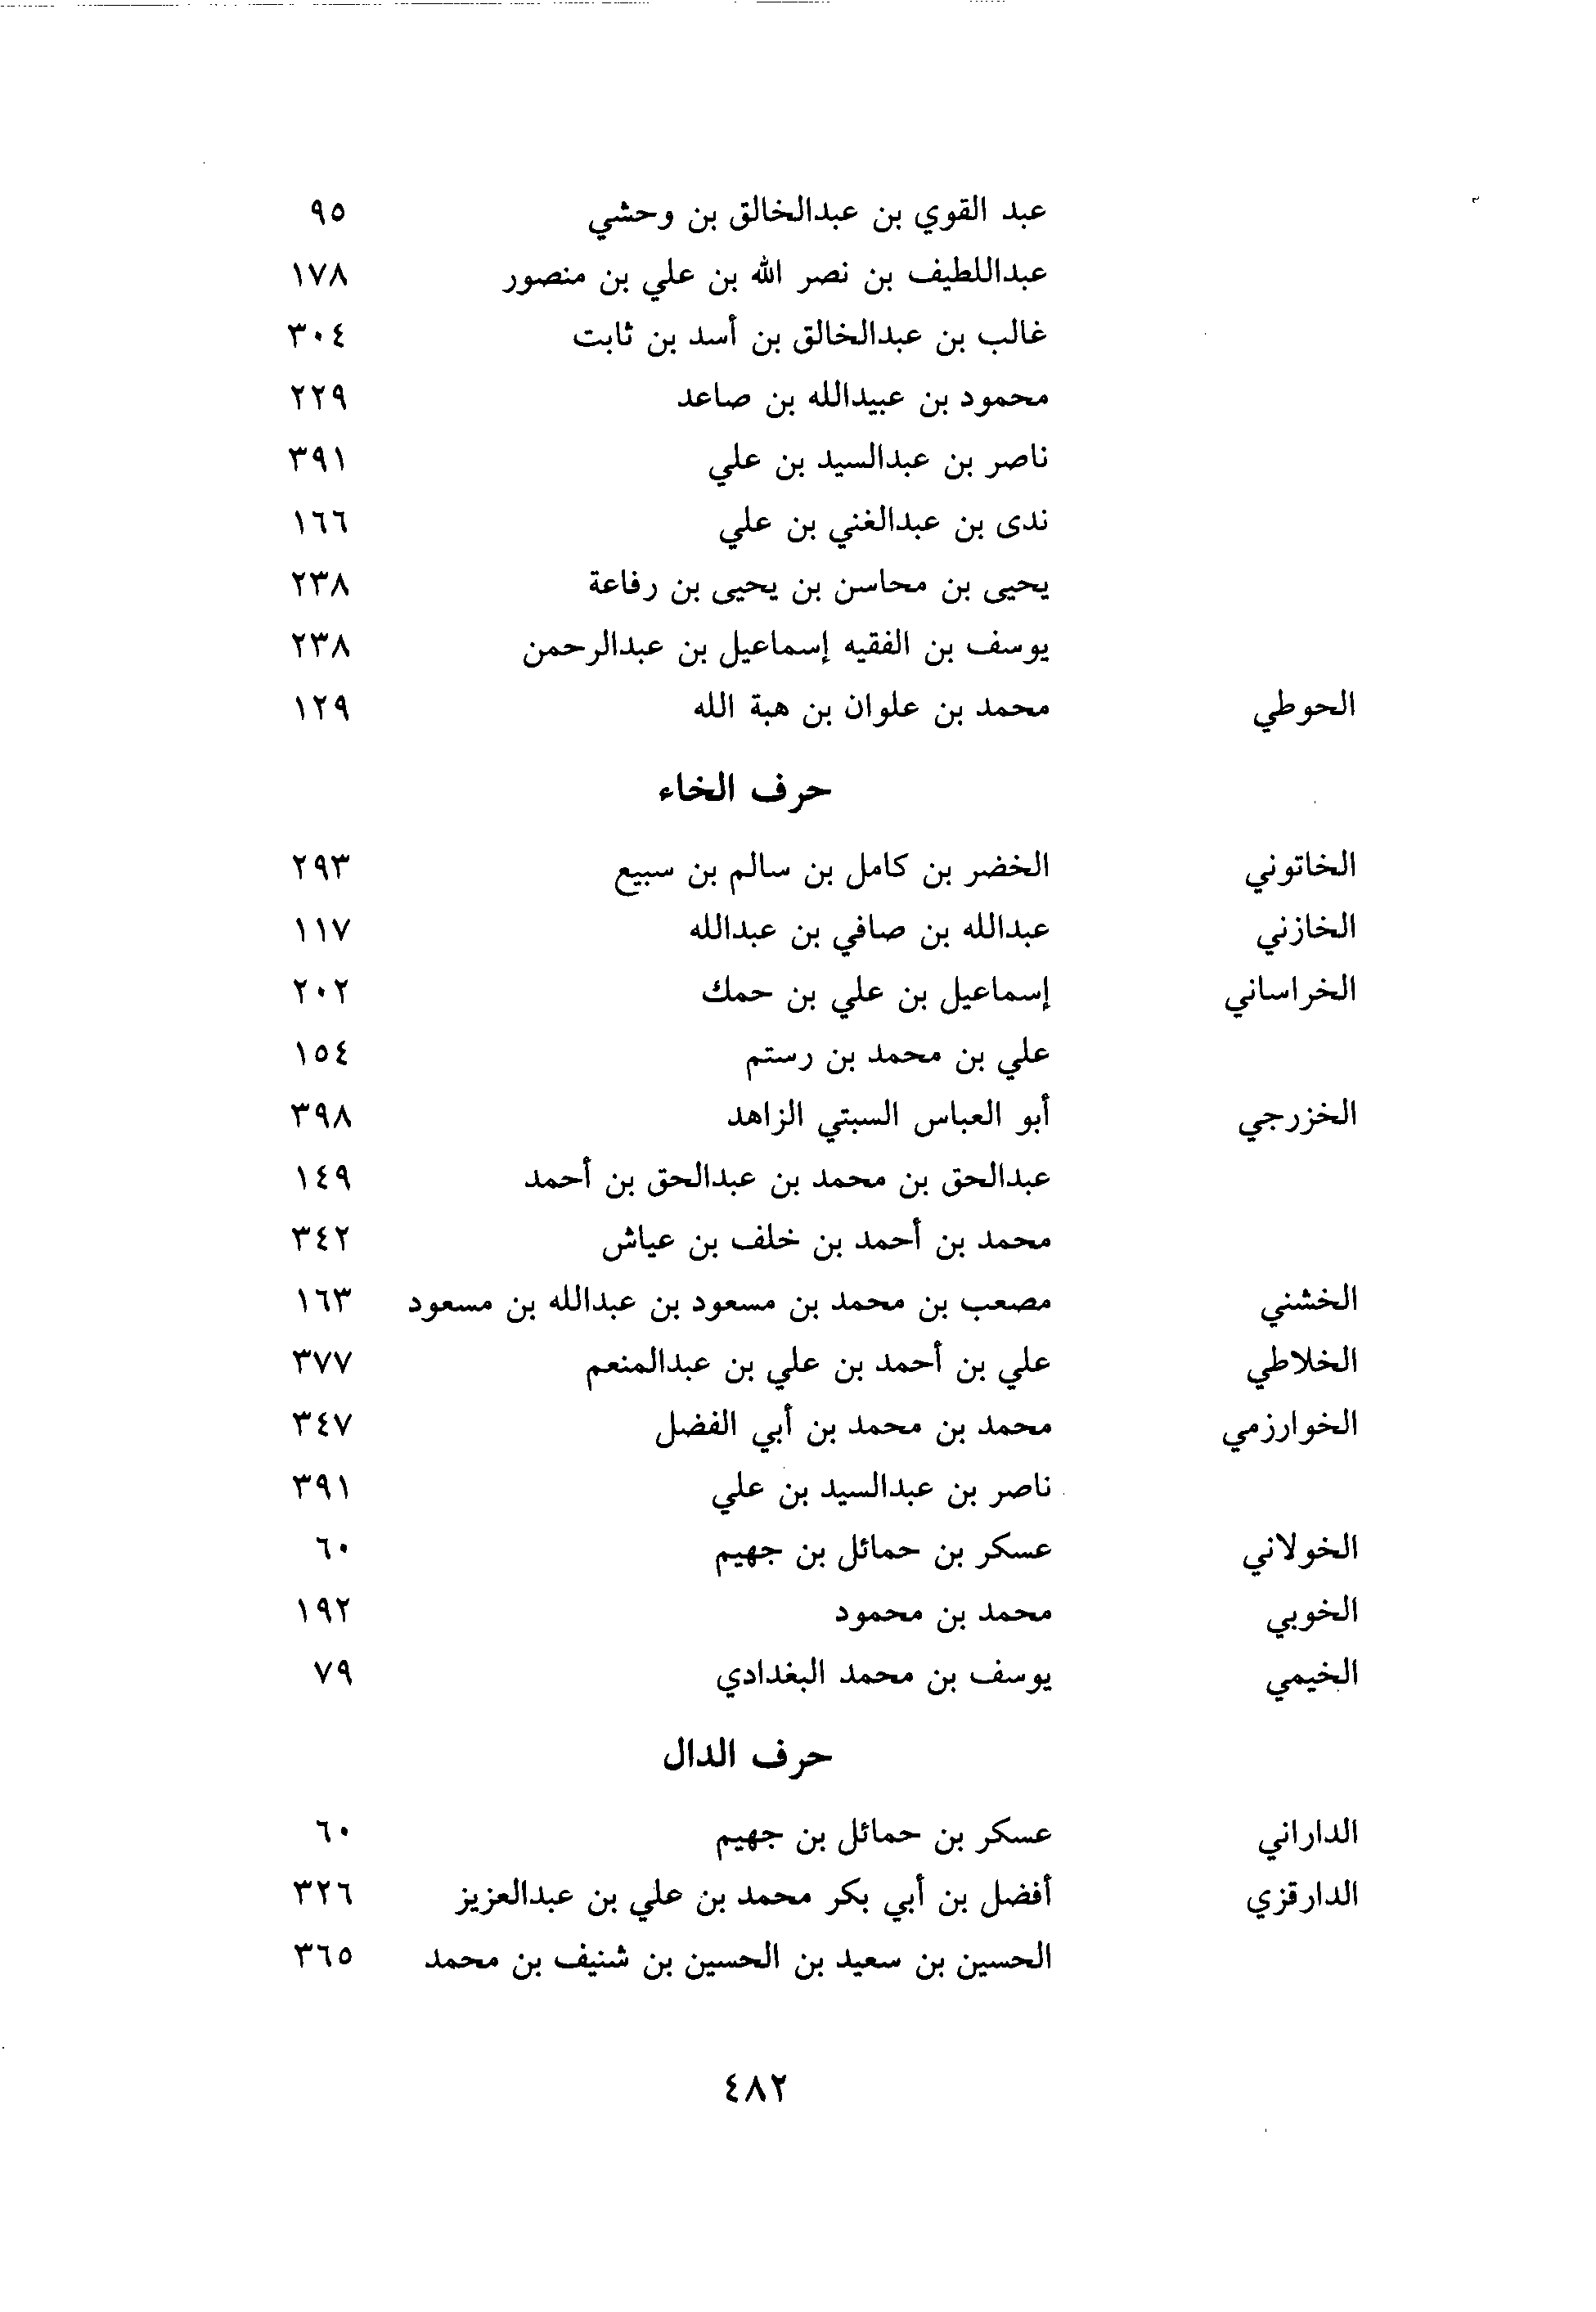 عبد القوي بن عبدالخالق بن وحشي ٩٥
عبداللطيف بن نصر الله بن علي بن منصور ١٧٨
غالب بن عبدالخالق بن أسد بن ثابت ٣٠٤
محمود بن عبيدالله بن صاعد ٢٢٩
ناصر بن عبدالسيد بن علي ٣٩١
ندى بن عبدالغني بن علي ١٦٦
يحيى بن محاسن بن يحيى بن رفاعة ٢٣٨
يوسف بن الفقيه إسماعيل بن عبدالرحمن ٢٣٨
الحوطي محمد بن علوان بن هبة الله ١٢٩
حرف الخاء
الخاتوني الخضر بن كامل بن سالم بن سبيع ٢٩٣
الخازني عبدالله بن صافي بن عبدالله ١١٧
الخراساني إسماعيل بن علي بن حمك ٢٠٢
علي بن محمد بن رستم ١٥٤
الخزرجي أبو العباس السبتي الزاهد ٣٩٨
عبدالحق بن محمد بن عبدالحق بن أحمد ١٤٩
محمد بن أحمد بن خلف بن عياش ٣٤٢
الخشني مصعب بن محمد بن مسعود بن عبدالله بن مسعود ١٦٣
الخلاطي علي بن أحمد بن علي بن عبدالمنعم ٣٧٧
الخوارزمي محمد بن محمد بن أبي الفضل ٣٤٧
ناصر بن عبدالسيد بن علي ٣٩١
الخولاني عسكر بن حمائل بن جهيم ٦٠
الخويي محمد بن محمود ١٩٢
الخيمي يوسف بن محمد البغدادي ٧٩
حرف الدال
الداراني عسكر بن حمائل بن جهيم ٦٠
الدارقزي أفضل بن أبي بكر محمد بن علي بن عبدالعزيز ٣٢٦
الحسين بن سعيد بن الحسين بن شنيف بن محمد ٣٦٥
٤٨٢